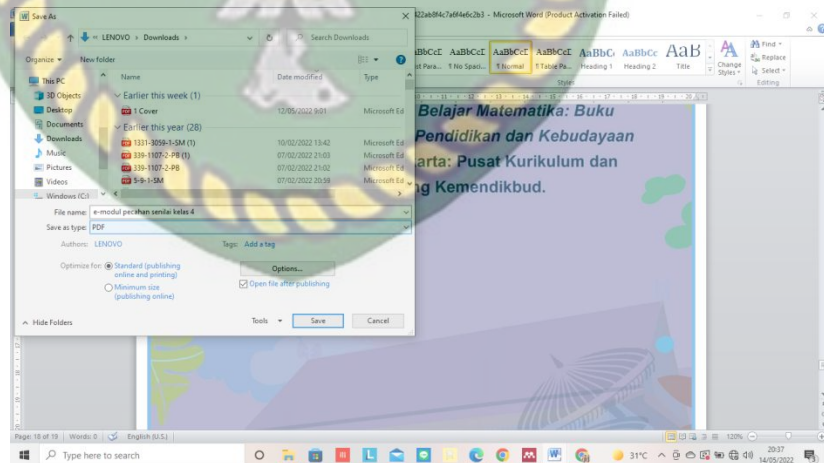 Save As
422ab8f4c7a6f4e6c2b3 - Microsoft Word (Product Activation Failed)
LENOVO > Downloads >
Search Downloads
Organize
New folder
This PC
3D Objects
Desktop
Documents
Downloads
Music
Pictures
Videos
Windows (C:)
Name Date modified Type
Earlier this week (1)
1 Cover 12/05/2022 9:01 Microsoft Ed
Earlier this year (28)
1331-3059-1-SM (1) 10/02/2022 13:42 Microsoft Ed
339-1107-2-PB (1) 07/02/2022 21:03 Microsoft Ed
339-1107-2-PB 07/02/2022 21:02 Microsoft Ed
5-9-1-SM 07/02/2022 20:59 Microsoft Ed
File name: e-modul pecahan senilai kelas 4
Save as type: PDF
Authors: LENOVO Tags: Add a tag
Optimize for: Standard (publishing
online and printing)
Minimum size
(publishing online)
Options...
Open file after publishing
Hide Folders
Tools Save Cancel
AaBbCcI AaBbCcI AaBbCcI AaBbC AaBbCc AaB
st Para... ¶ No Spaci... ¶ Normal ¶ Table Pa... Heading 1 Heading 2 Title
Change
Styles
Styles
Find
Replace
Select
Editing
Belajar Matematika: Buku
Pendidikan dan Kebudayaan
arta: Pusat Kurikulum dan
g Kemendikbud.
Page: 18 of 19 Words: 0 English (U.S.) 120%
Type here to search
31°C
20:37
14/05/2022